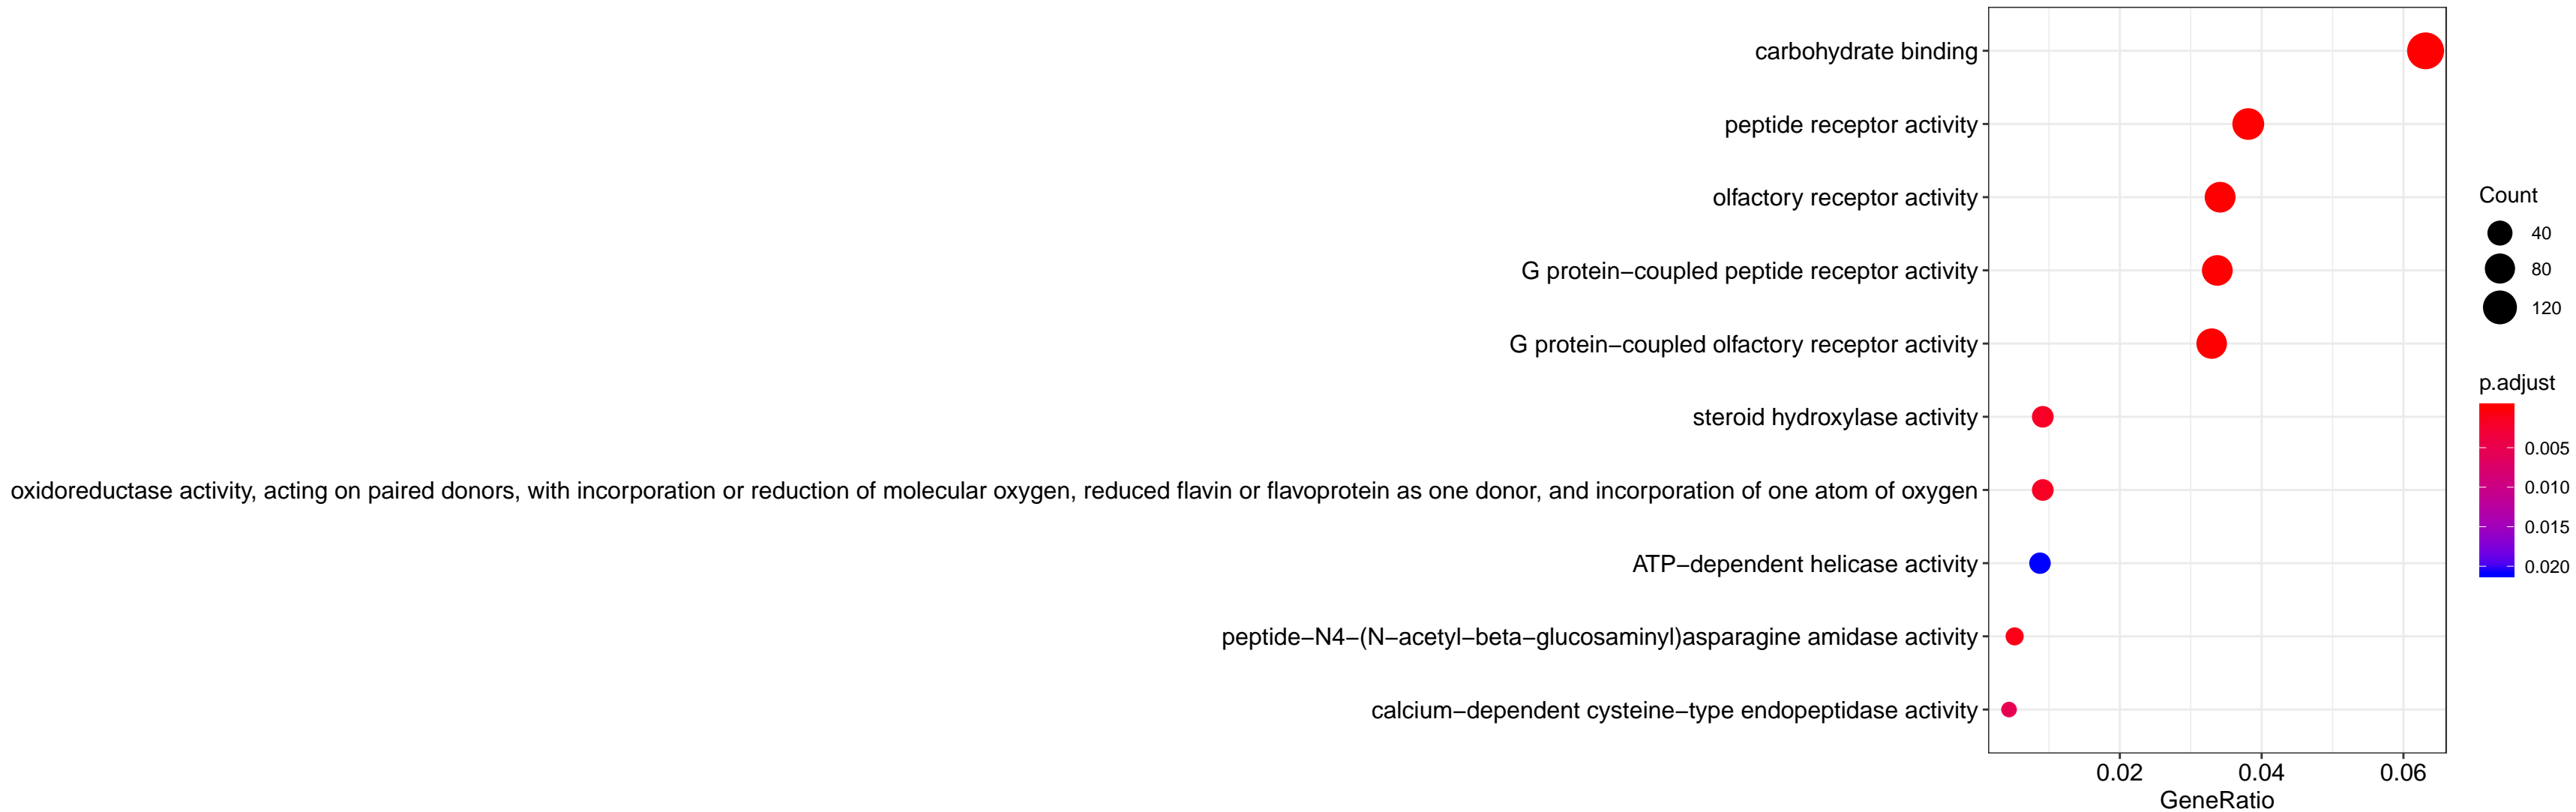 carbohydrate binding
peptide receptor activity
olfactory receptor activity
G protein−coupled peptide receptor activity
G protein−coupled olfactory receptor activity
steroid hydroxylase activity
oxidoreductase activity, acting on paired donors, with incorporation or reduction of molecular oxygen, reduced flavin or flavoprotein as one donor, and incorporation of one atom of oxygen
ATP−dependent helicase activity
peptide−N4−(N−acetyl−beta−glucosaminyl)asparagine amidase activity
calcium−dependent cysteine−type endopeptidase activity
0.02 0.04 0.06
GeneRatio
Count
40
80
120
p.adjust
0.005
0.010
0.015
0.020